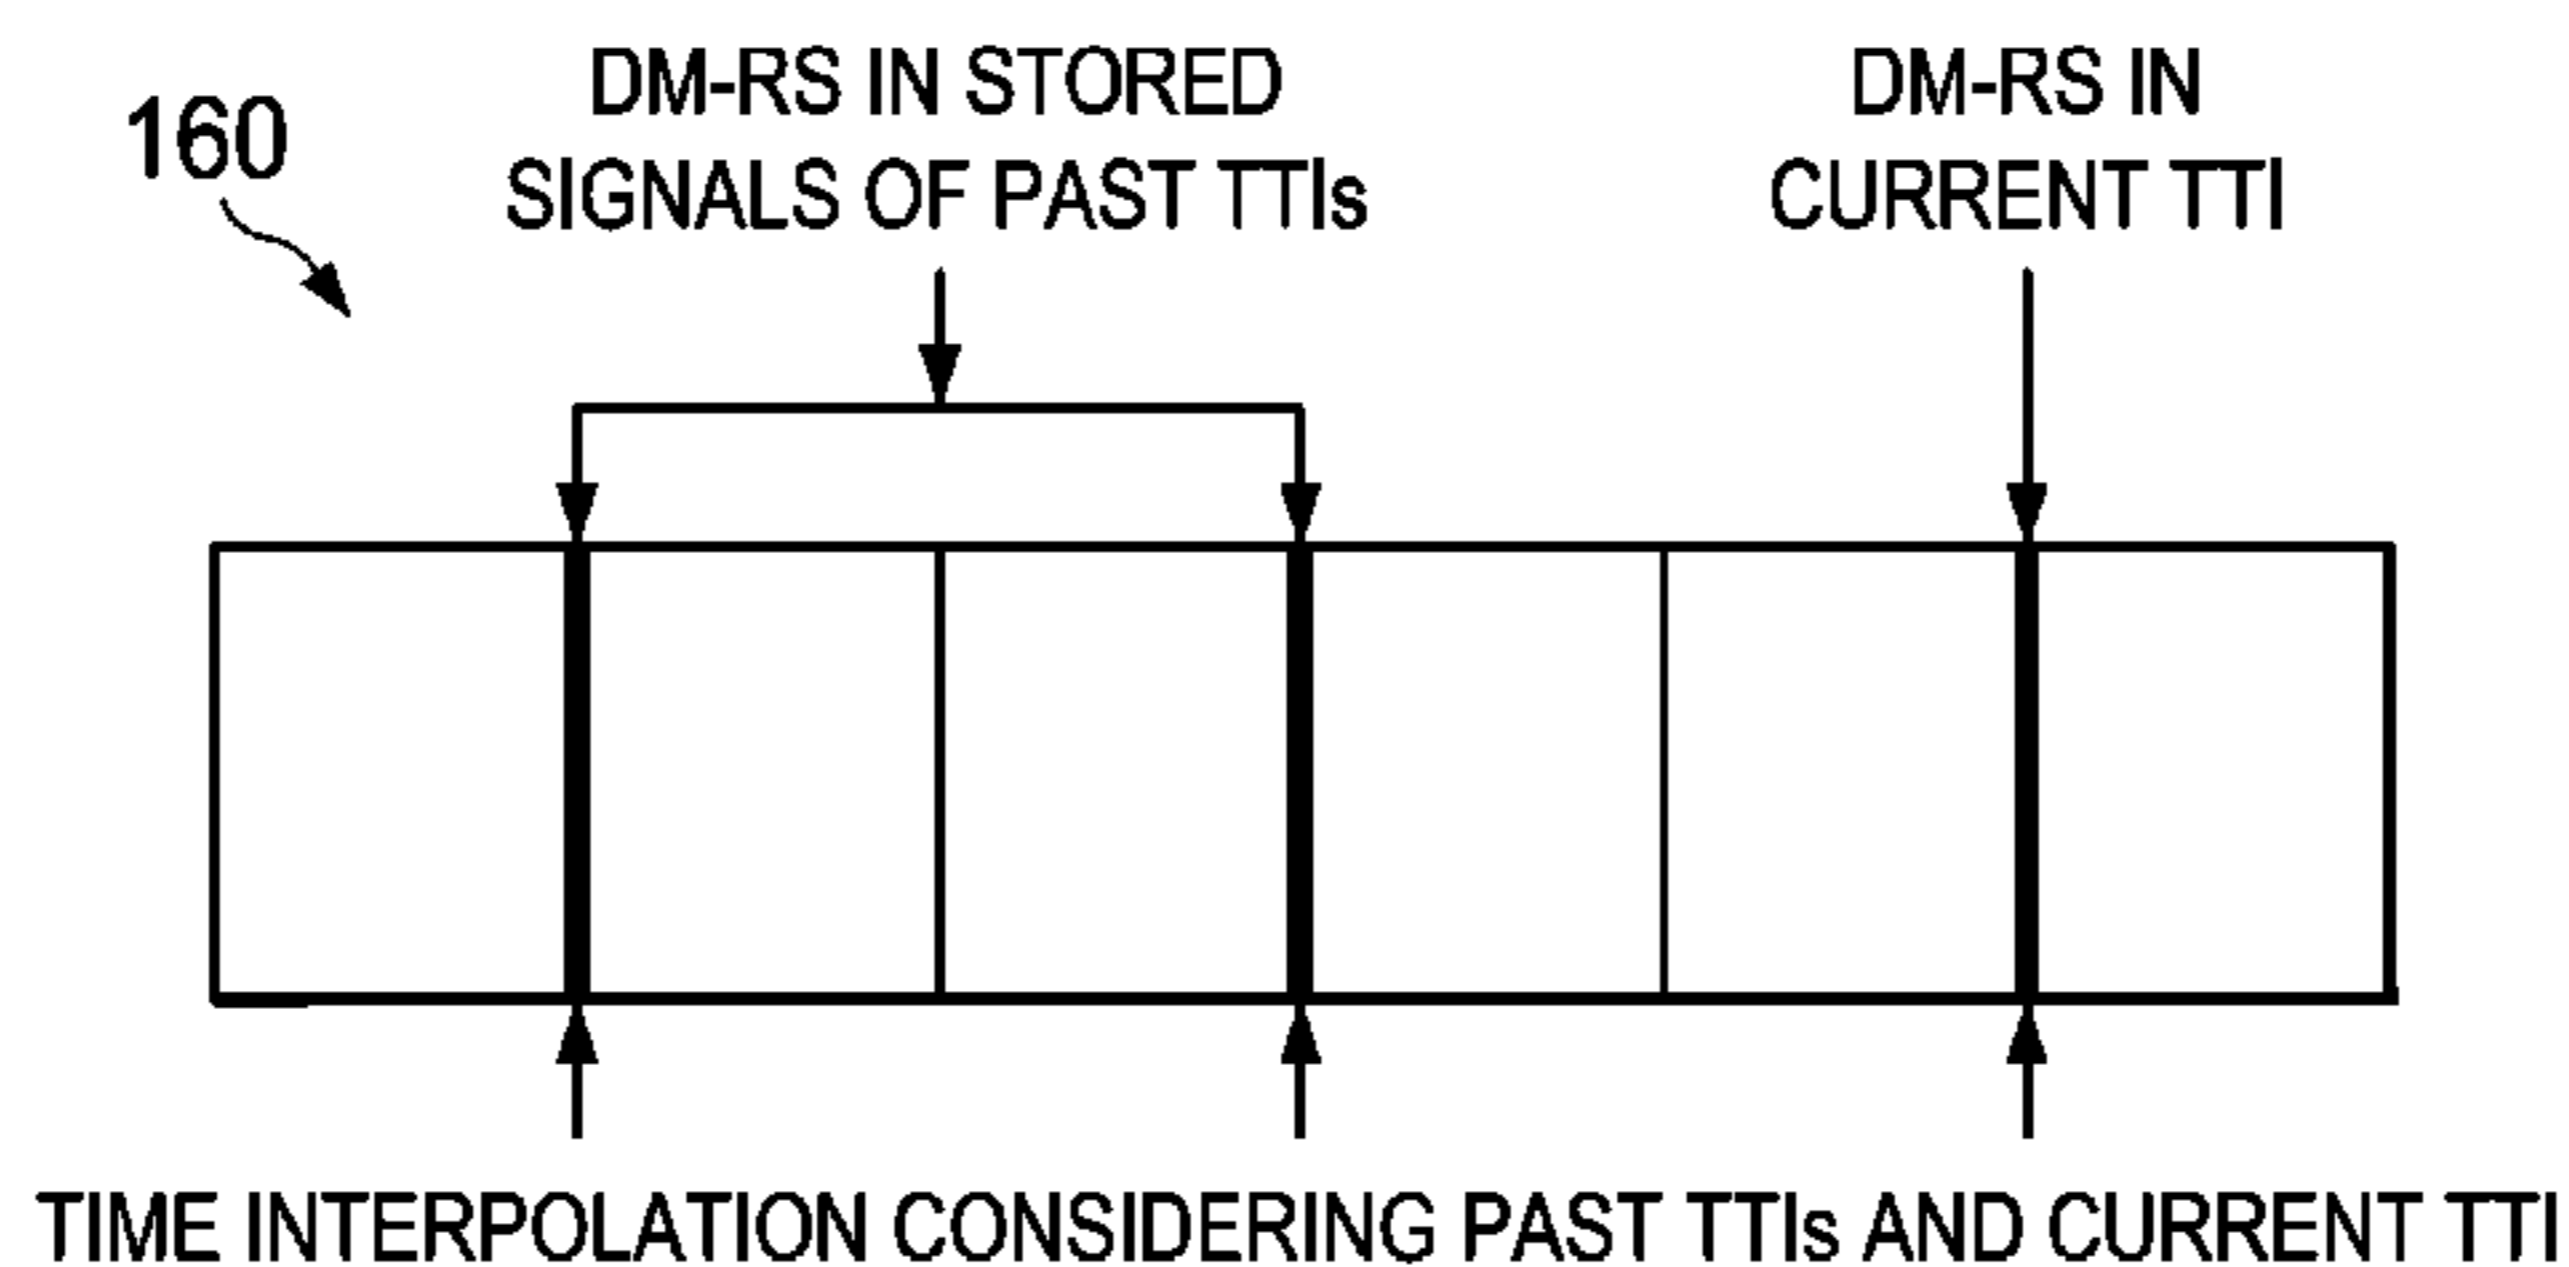 160
DM-RS IN STORED
SIGNALS OF PAST TTIs
DM-RS IN
CURRENT TTI
TIME INTERPOLATION CONSIDERING PAST TTIs AND CURRENT TTI